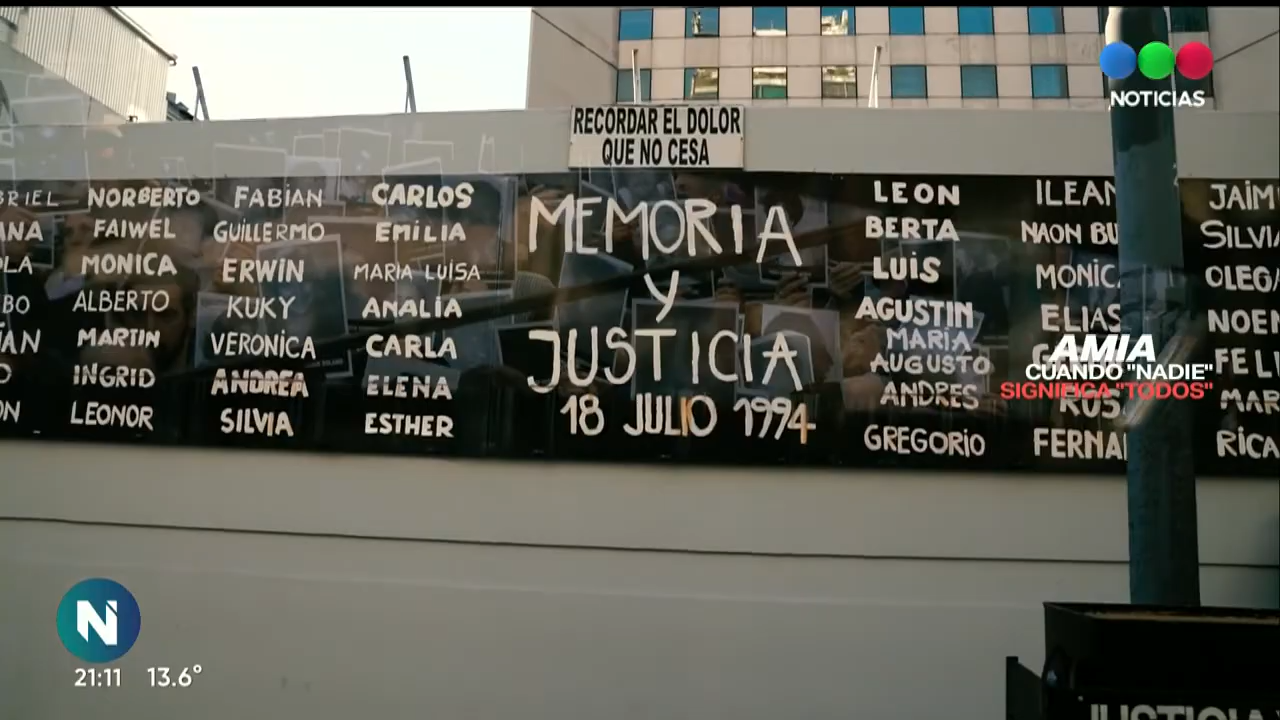 NOTICIAS
RECORDAR EL DOLOR
QUE NO CESA
NORBERTO
FAIWEL
MONICA
ALBERTO
MARTIN
INGRID
LEONOR
FABIAN
GUILLERMO
ERWIN
KUKY
VERONICA
ANDREA
SILVIA
CARLOS
EMILIA
MARIA LUISA
ANALIA
CARLA
ELENA
ESTHER
MEMORIA
Y
JUSTICIA
18 JULIO 1994
LEON
BERTA
LUIS
AGUSTIN
MARIA
AUGUSTO
ANDRES
GREGORIO
NAON
ELIAS
AMIA
CUANDO "NADIE"
SIGNIFICA "TODOS"
N
21:11 13.6°
JUSTICIA